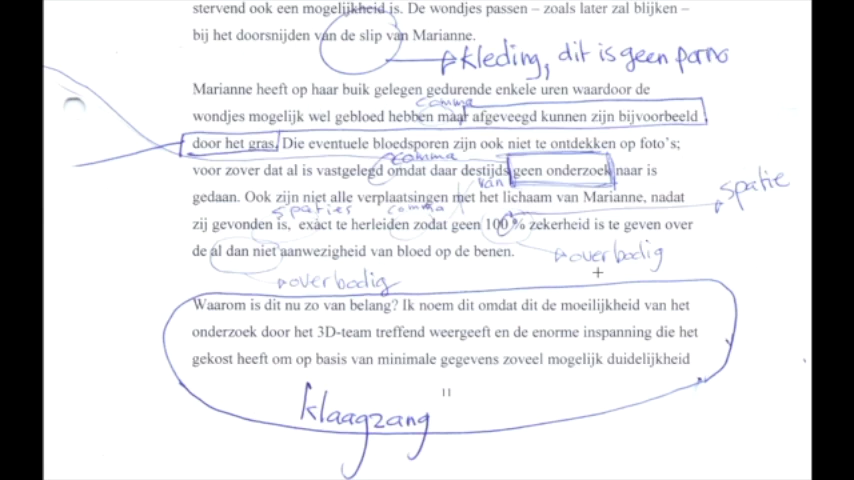 stervend ook een mogelijkheid is. De wondjes passen – zoals later zal blijken –
bij het doorsnijden van de slip van Marianne.
kleding, dit is geen porno
Marianne heeft op haar buik gelegen gedurende enkele uren waardoor de
comma
wondjes mogelijk wel gebloed hebben maar afgeveegd kunnen zijn bijvoorbeeld
door het gras. Die eventuele bloedsporen zijn ook niet te ontdekken op foto's;
comma
voor zover dat al is vastgelegd omdat daar destijds geen onderzoek naar is
van
spatie
gedaan. Ook zijn niet alle verplaatsingen met het lichaam van Marianne, nadat
spaties comma
zij gevonden is, exact te herleiden zodat geen 100 % zekerheid is te geven over
de al dan niet aanwezigheid van bloed op de benen.
overbodig
overbodig
Waarom is dit nu zo van belang? Ik noem dit omdat dit de moeilijkheid van het
onderzoek door het 3D-team treffend weergeeft en de enorme inspanning die het
gekost heeft om op basis van minimale gegevens zoveel mogelijk duidelijkheid
11
klaagzang